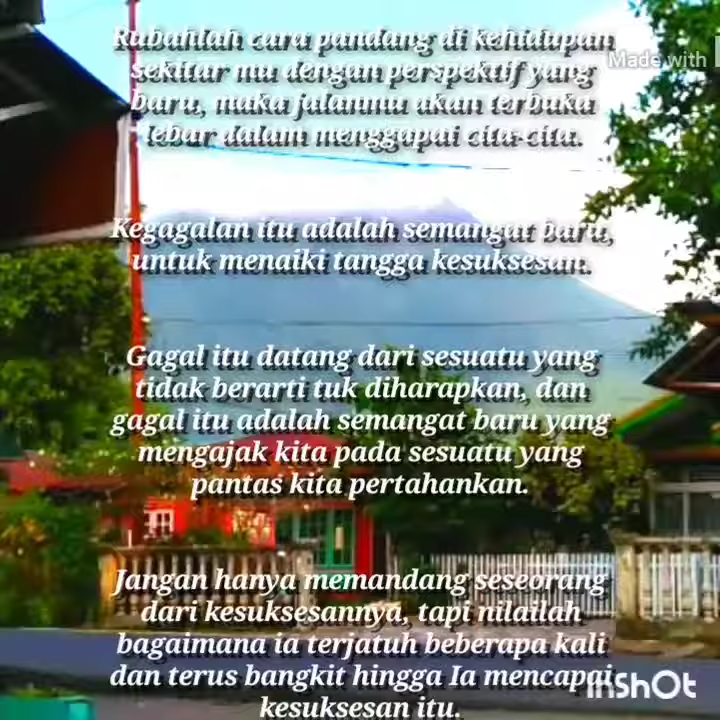 Rubahlah cara pandang di kehidupan
sekitar mu dengan perspektif yang
baru, maka jalanmu akan terbuka
lebar dalam menggapai cita-cita.
Made with
Kegagalan itu adalah semangat baru,
untuk menaiki tangga kesuksesan.
Gagal itu datang dari sesuatu yang
tidak berarti tuk diharapkan, dan
gagal itu adalah semangat baru yang
mengajak kita pada sesuatu yang
pantas kita pertahankan.
Jangan hanya memandang seseorang
dari kesuksesannya, tapi nilailah
bagaimana ia terjatuh beberapa kali
dan terus bangkit hingga Ia mencapai
kesuksesan itu.
InShOt